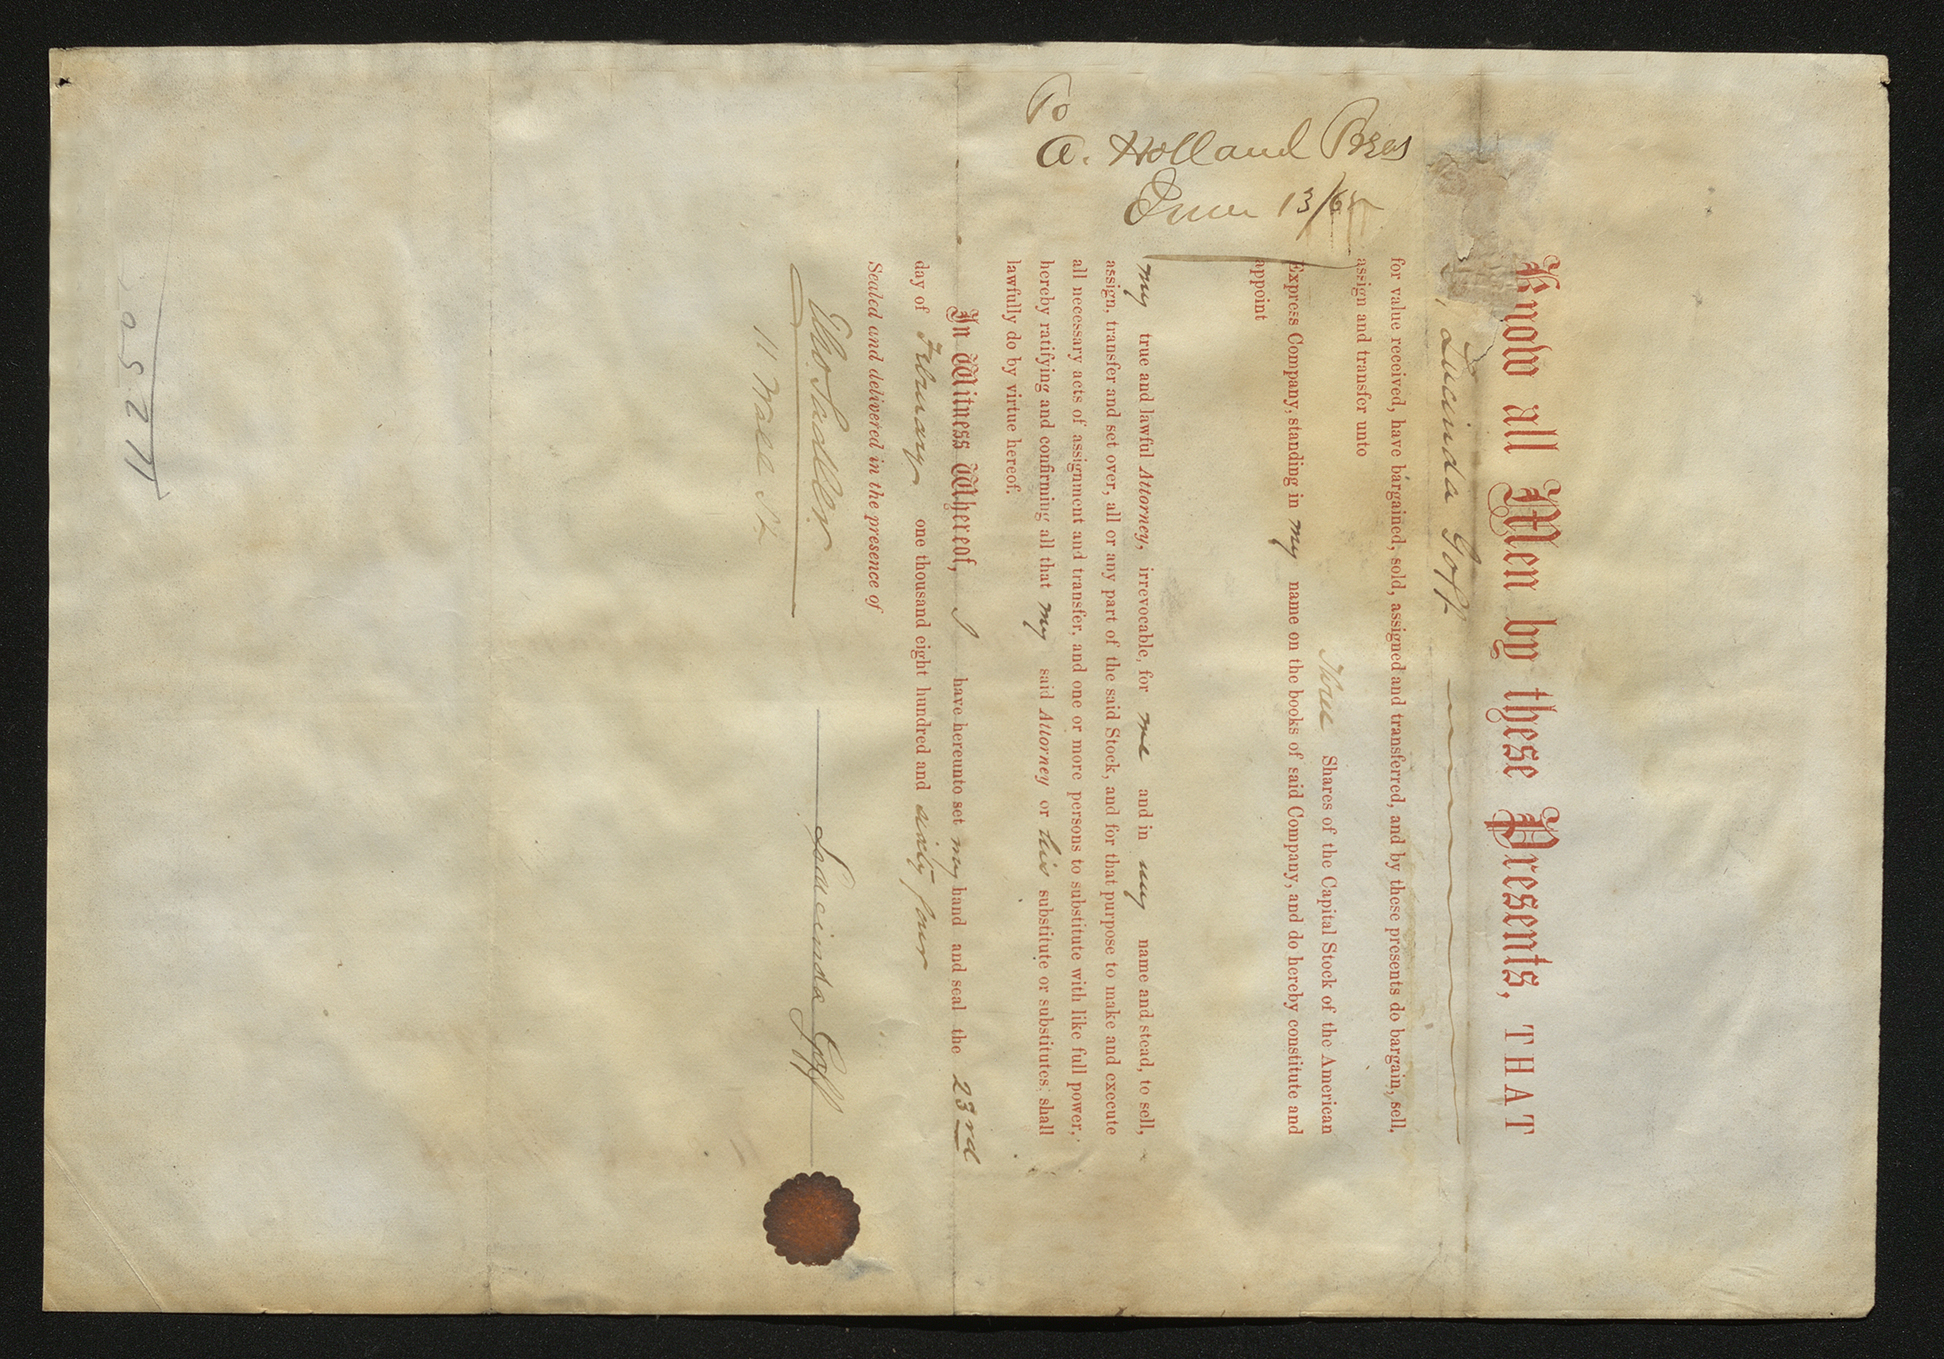 To
A. Holland Pres
June 13/65
Know all Men by these Presents, THAT
I, Lucinda Goff
for value received, have bargained, sold, assigned and transferred, and by these presents do bargain, sell,
assign and transfer unto
Three Shares of the Capital Stock of the American
Express Company, standing in my name on the books of said Company, and do hereby constitute and
appoint
my true and lawful Attorney, irrevocable, for me and in my name and stead, to sell,
assign, transfer and set over, all or any part of the said Stock, and for that purpose to make and execute
all necessary acts of assignment and transfer, and one or more persons to substitute with like full power,
hereby ratifying and confirming all that my said Attorney or his substitute or substitutes shall
lawfully do by virtue hereof.
In Witness Whereof, I have hereunto set my hand and seal the 23rd
day of February one thousand eight hundred and sixty four
Sealed and delivered in the presence of
Tho. Sadler
11 Wall St
Lucinda Goff